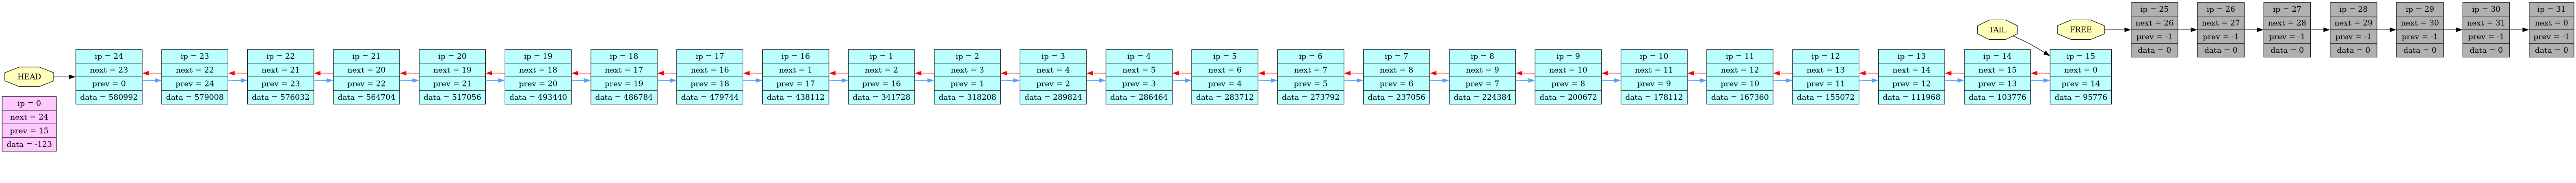 HEAD
ip = 0
next = 24
prev = 15
data = -123
ip = 24
next = 23
prev = 0
data = 580992
ip = 23
next = 22
prev = 24
data = 579008
ip = 22
next = 21
prev = 23
data = 576032
ip = 21
next = 20
prev = 22
data = 564704
ip = 20
next = 19
prev = 21
data = 517056
ip = 19
next = 18
prev = 20
data = 493440
ip = 18
next = 17
prev = 19
data = 486784
ip = 17
next = 16
prev = 18
data = 479744
ip = 16
next = 1
prev = 17
data = 438112
ip = 1
next = 2
prev = 16
data = 341728
ip = 2
next = 3
prev = 1
data = 318208
ip = 3
next = 4
prev = 2
data = 289824
ip = 4
next = 5
prev = 3
data = 286464
ip = 5
next = 6
prev = 4
data = 283712
ip = 6
next = 7
prev = 5
data = 273792
ip = 7
next = 8
prev = 6
data = 237056
ip = 8
next = 9
prev = 7
data = 224384
ip = 9
next = 10
prev = 8
data = 200672
ip = 10
next = 11
prev = 9
data = 178112
ip = 11
next = 12
prev = 10
data = 167360
ip = 12
next = 13
prev = 11
data = 155072
ip = 13
next = 14
prev = 12
data = 111968
ip = 14
next = 15
prev = 13
data = 103776
TAIL
ip = 15
next = 0
prev = 14
data = 95776
FREE
ip = 25
next = 26
prev = -1
data = 0
ip = 26
next = 27
prev = -1
data = 0
ip = 27
next = 28
prev = -1
data = 0
ip = 28
next = 29
prev = -1
data = 0
ip = 29
next = 30
prev = -1
data = 0
ip = 30
next = 31
prev = -1
data = 0
ip = 31
next = 0
prev = -1
data = 0